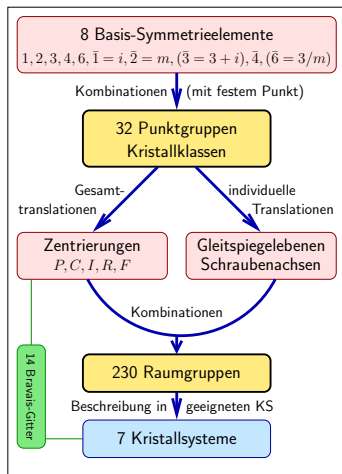 8 Basis-Symmetrieelemente
1, 2, 3, 4, 6, 1̄ = i, 2̄ = m, (3̄ = 3 + i), 4̄, (6̄ = 3/m)
Kombinationen (mit festem Punkt)
32 Punktgruppen
Kristallklassen
Gesamt-
translationen
individuelle
Translationen
Zentrierungen
P, C, I, R, F
Gleitspiegelebenen
Schraubenachsen
Kombinationen
14 Bravais-Gitter
230 Raumgruppen
Beschreibung in geeigneten KS
7 Kristallsysteme